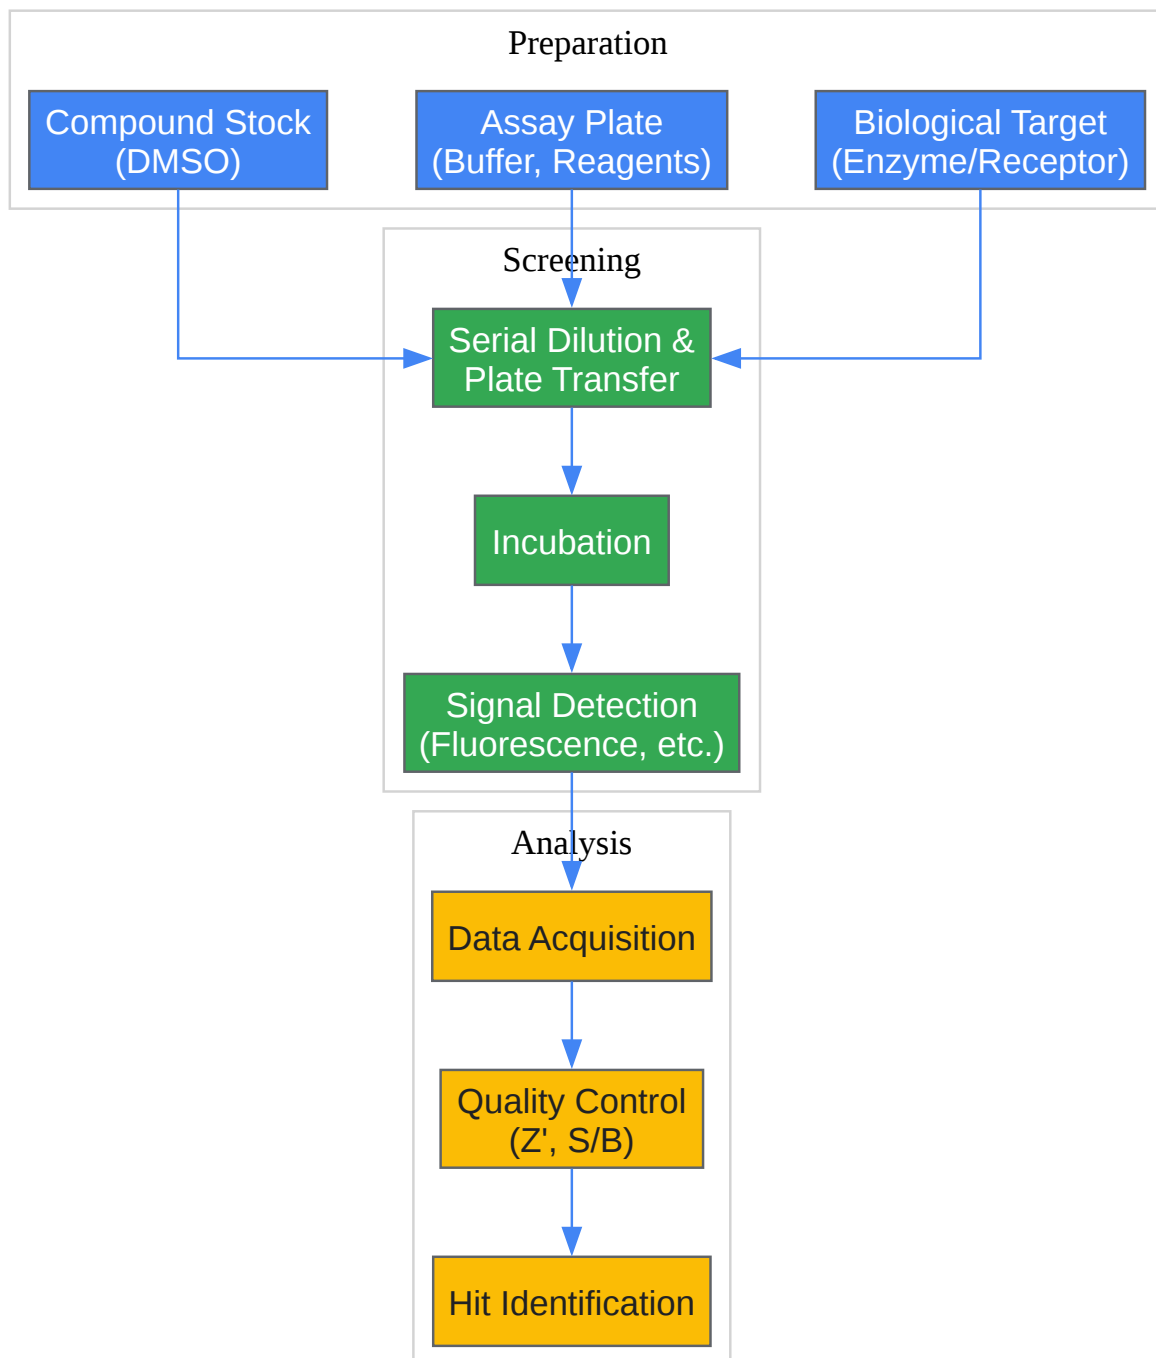 Preparation
Compound Stock
(DMSO)
Assay Plate
(Buffer, Reagents)
Biological Target
(Enzyme/Receptor)
Screening
Serial Dilution &
Plate Transfer
Incubation
Signal Detection
(Fluorescence, etc.)
Analysis
Data Acquisition
Quality Control
(Z', S/B)
Hit Identification